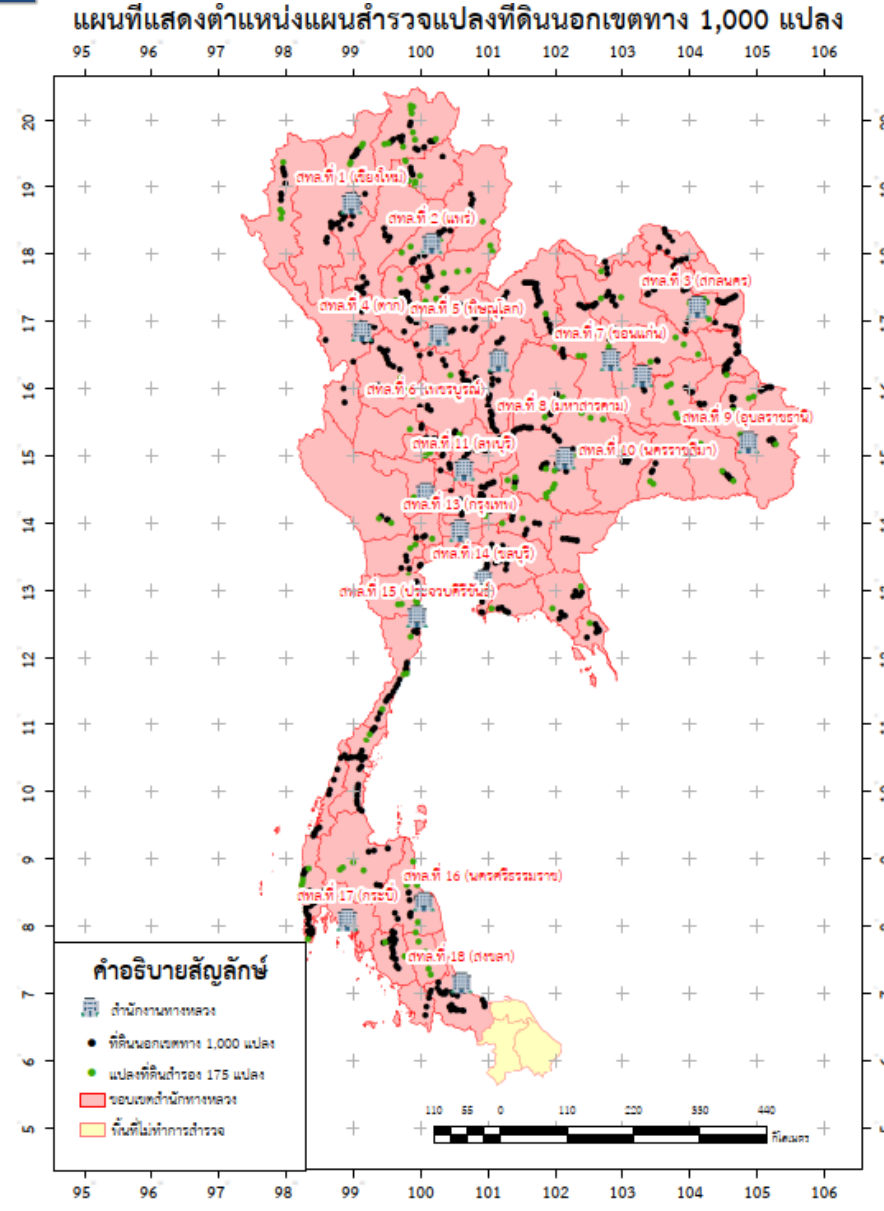 แผนที่แสดงตำแหน่งแผนสำรวจแปลงที่ดินนอกเขตทาง 1,000 แปลง
95 96 97 98 99 100 101 102 103 104 105 106
20
19
18
17
16
15
14
13
12
11
10
9
8
7
6
5
สทล.ที่ 1 (เชียงใหม่)
สทล.ที่ 2 (แพร่)
สทล.ที่ 3 (สกลนคร)
สทล.ที่ 4 (ตาก)
สทล.ที่ 5 (พิษณุโลก)
สทล.ที่ 7 (ขอนแก่น)
สทล.ที่ 6 (เพชรบูรณ์)
สทล.ที่ 8 (มหาสารคาม)
สทล.ที่ 9 (อุบลราชธานี)
สทล.ที่ 11 (ลพบุรี)
สทล.ที่ 10 (นครราชสีมา)
สทล.ที่ 13 (กรุงเทพ)
สทล.ที่ 14 (ชลบุรี)
สทล.ที่ 15 (ประจวบคีรีขันธ์)
สทล.ที่ 16 (นครศรีธรรมราช)
สทล.ที่ 17 (กระบี่)
สทล.ที่ 18 (สงขลา)
คำอธิบายสัญลักษ์
สำนักงานทางหลวง
ที่ดินนอกเขตทาง 1,000 แปลง
แปลงที่ดินสำรอง 175 แปลง
ขอบเขตสำนักทางหลวง
พื้นที่ไม่ทำการสำรวจ
110 55 0 110 220 330 440
กิโลเมตร
95 96 97 98 99 100 101 102 103 104 105 106